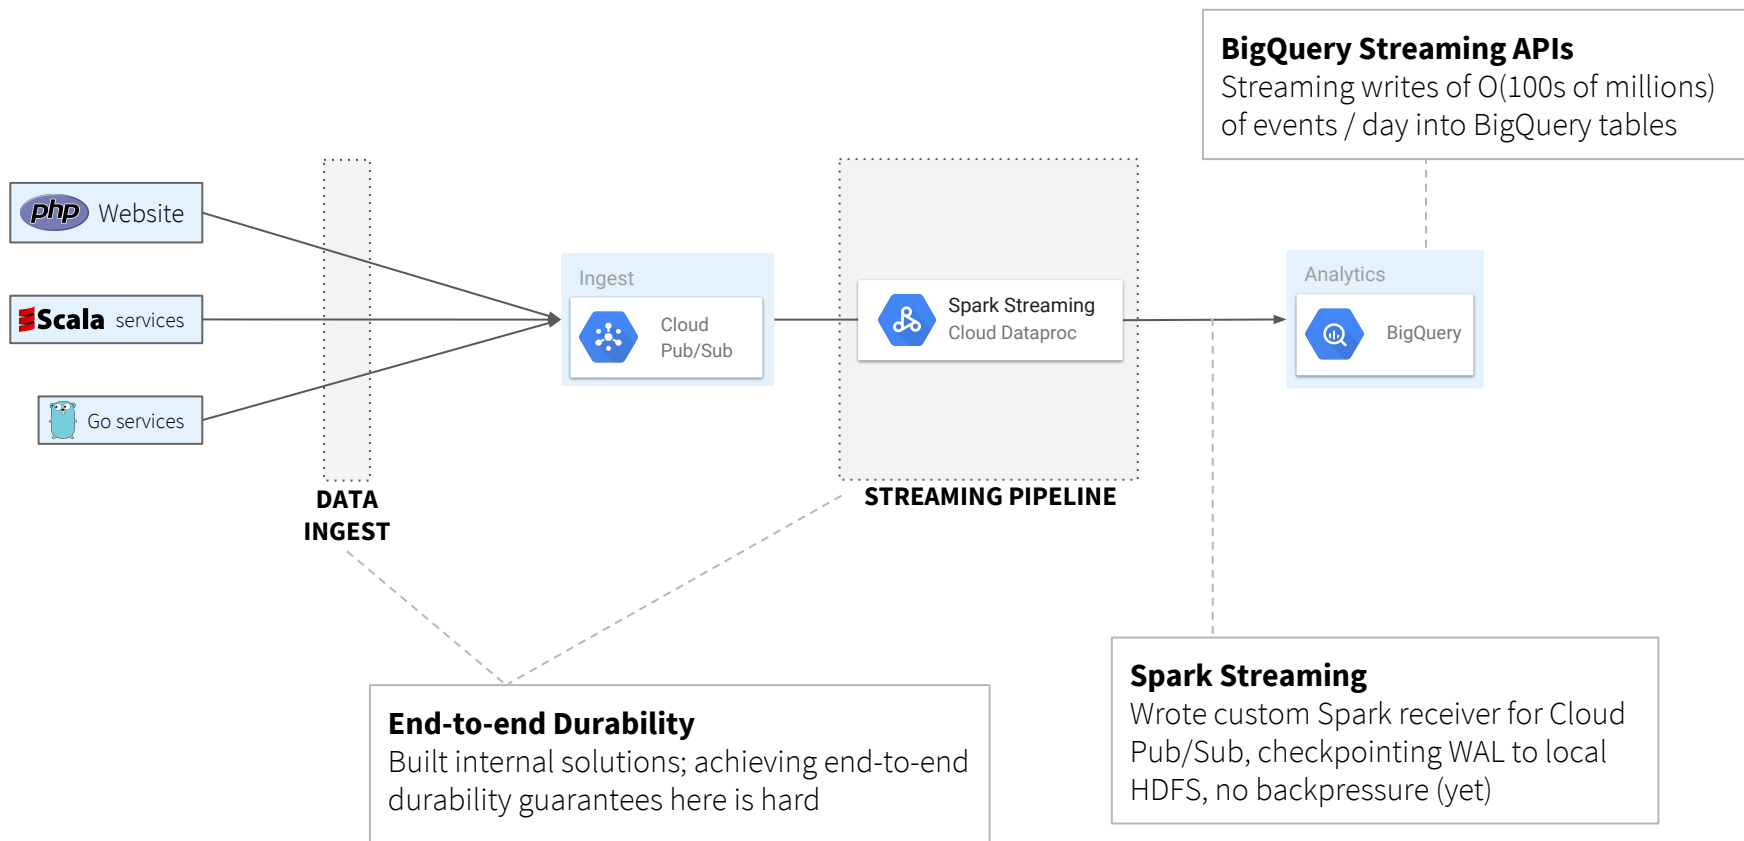 BigQuery Streaming APIs
Streaming writes of O(100s of millions)
of events / day into BigQuery tables
php Website
Scala services
Go services
Ingest
Cloud
Pub/Sub
Spark Streaming
Cloud Dataproc
Analytics
BigQuery
DATA
INGEST
STREAMING PIPELINE
End-to-end Durability
Built internal solutions; achieving end-to-end
durability guarantees here is hard
Spark Streaming
Wrote custom Spark receiver for Cloud
Pub/Sub, checkpointing WAL to local
HDFS, no backpressure (yet)